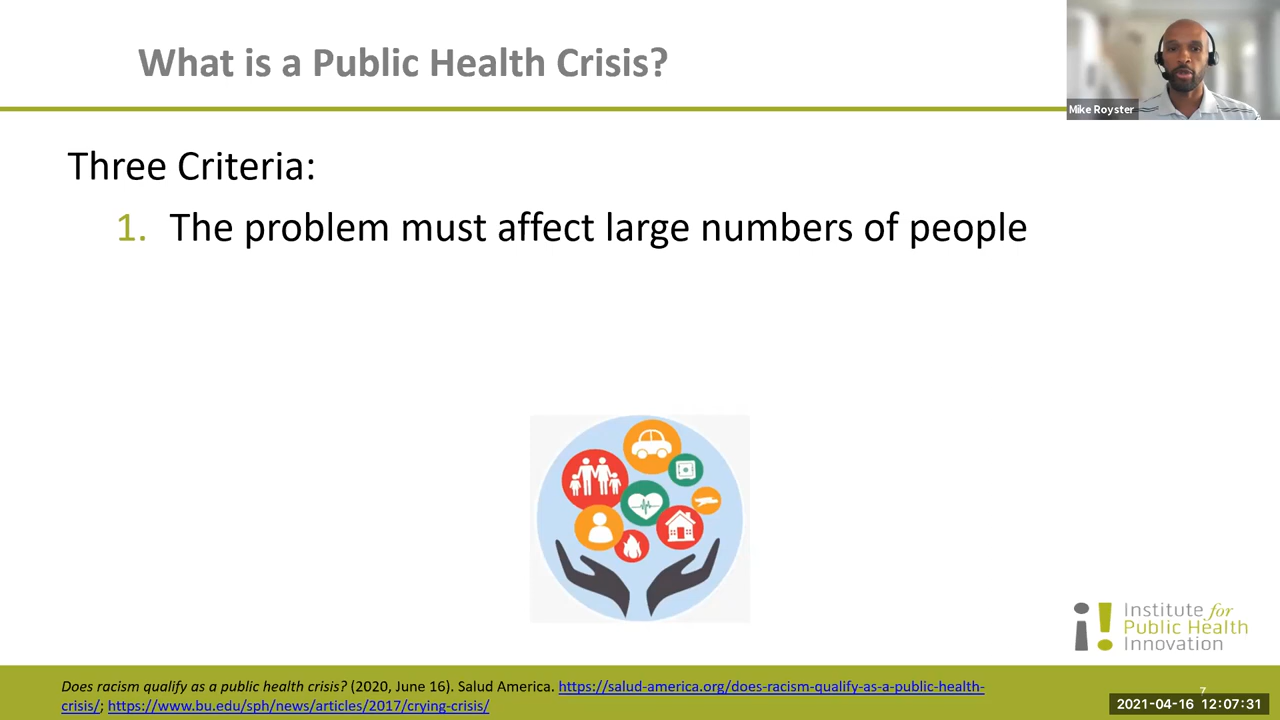 What is a Public Health Crisis?
Mike Royster
Three Criteria:
1. The problem must affect large numbers of people
Institute for
Public Health
Innovation
Does racism qualify as a public health crisis? (2020, June 16). Salud America. https://salud-america.org/does-racism-qualify-as-a-public-health-
crisis/; https://www.bu.edu/sph/news/articles/2017/crying-crisis/
7
2021-04-16 12:07:31